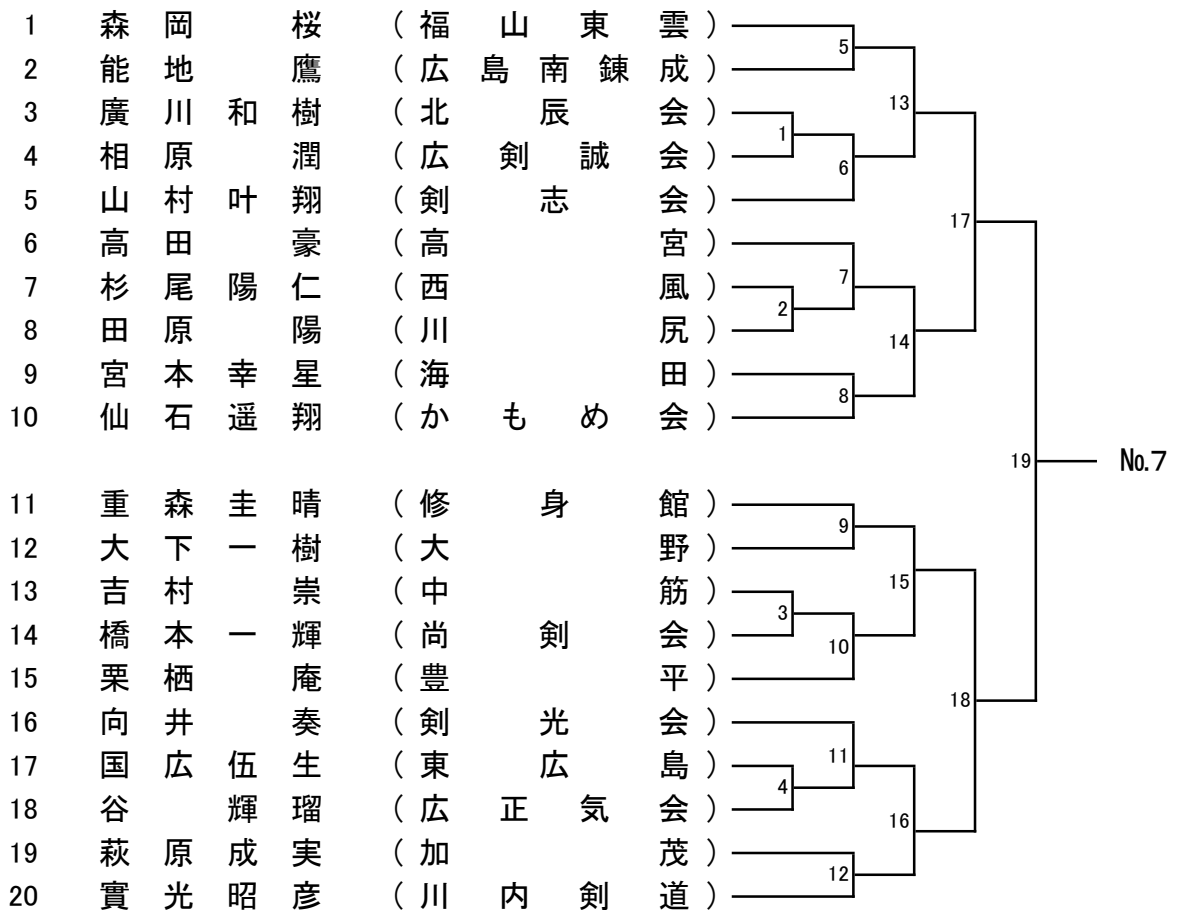 1 森岡 桜 (福山東雲)
5
2 能地 鷹 (広島南錬成)
13
3 廣川和樹 (北辰会)
1
4 相原 潤 (広剣誠会)
6
5 山村叶翔 (剣志会)
17
6 高田 豪 (高宮)
7
7 杉尾陽仁 (西風)
2
8 田原 陽 (川尻)
14
9 宮本幸星 (海田)
8
10 仙石遥翔 (かもめ会)
19 №7
11 重森圭晴 (修身館)
9
12 大下一樹 (大野)
15
13 吉村 崇 (中筋)
3
14 橋本一輝 (尚剣会)
10
15 栗栖 庵 (豊平)
18
16 向井 奏 (剣光会)
11
17 国広伍生 (東広島)
4
18 谷 輝瑠 (広正気会)
16
19 萩原成実 (加茂)
12
20 實光昭彦 (川内剣道)